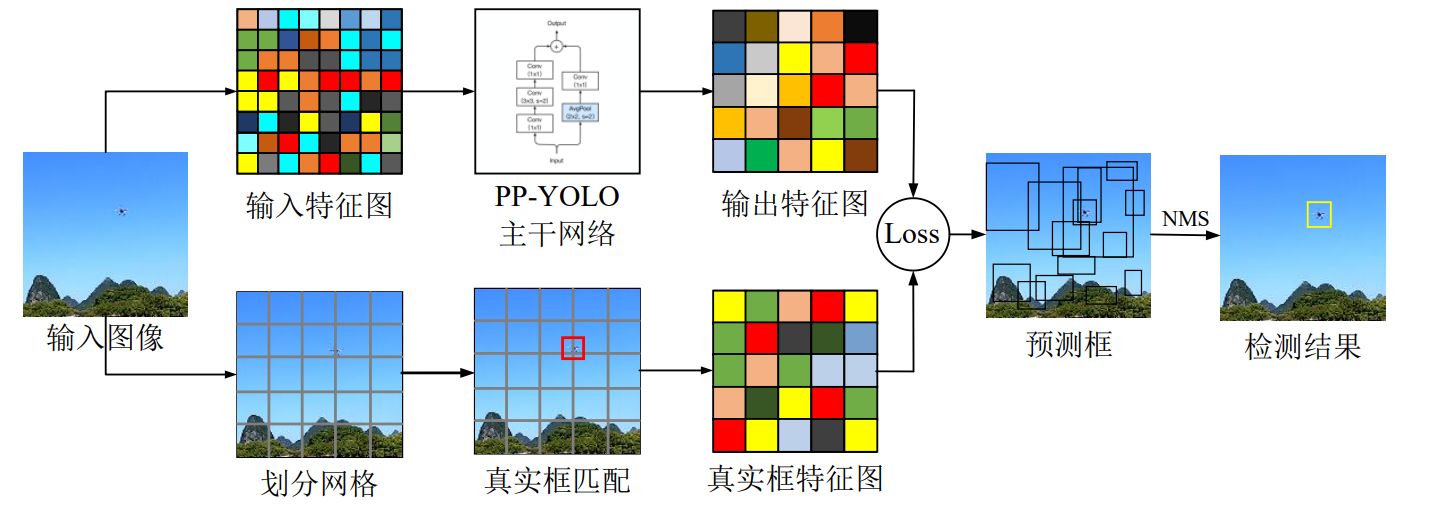 Output
+
Conv
(1x1)
Conv
(3x3, s=2)
Conv
(1x1)
Conv
(1x1)
AvgPool
(2x2, s=2)
Input
输入图像
输入特征图
PP-YOLO
主干网络
输出特征图
Loss
NMS
预测框
检测结果
划分网格
真实框匹配
真实框特征图